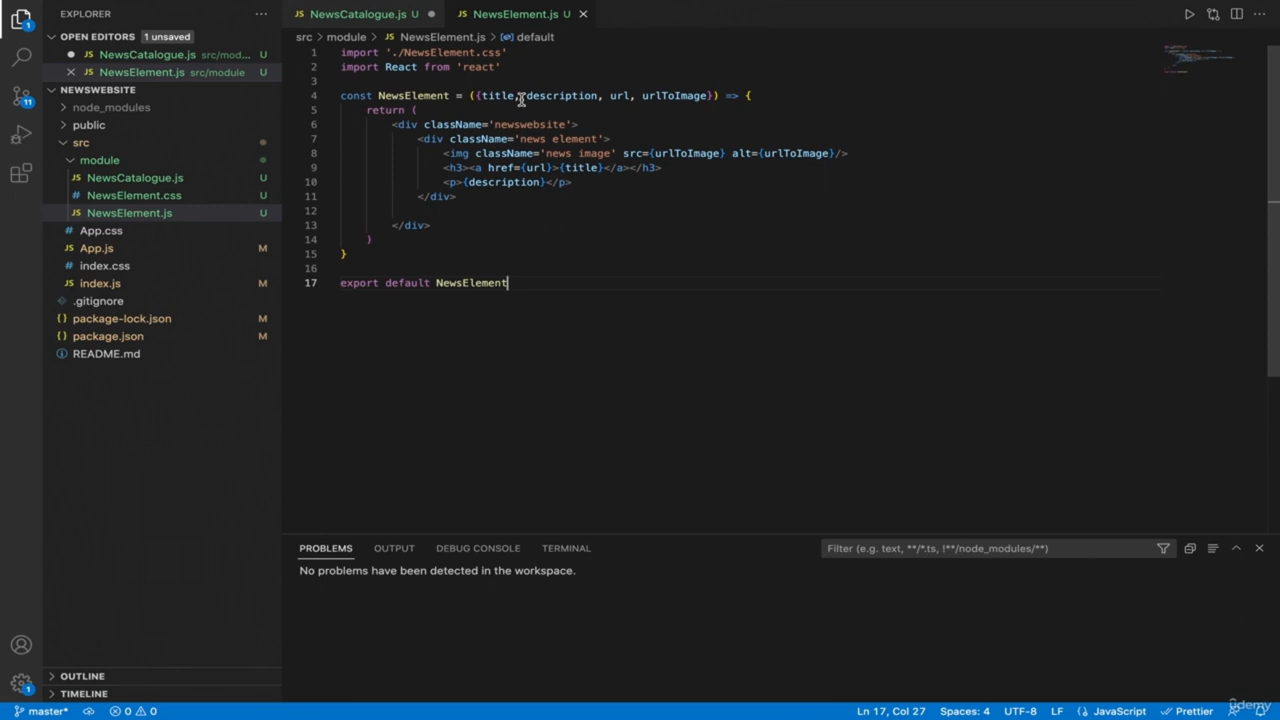 EXPLORER
OPEN EDITORS 1 unsaved
NewsCatalogue.js src/mod... U
NewsElement.js src/module U
NEWSWEBSITE
node_modules
public
src
module
NewsCatalogue.js U
NewsElement.css U
NewsElement.js U
App.css
App.js M
index.css
index.js M
.gitignore
package-lock.json M
package.json M
README.md
OUTLINE
TIMELINE
1
11
1
NewsCatalogue.js U
NewsElement.js U
src > module > JS NewsElement.js > default
1 import './NewsElement.css'
2 import React from 'react'
3
4 const NewsElement = ({title, description, url, urlToImage}) => {
5 return (
6 <div className='newswebsite'>
7 <div className='news element'>
8 <img className='news image' src={urlToImage} alt={urlToImage}/>
9 <h3><a href={url}>{title}</a></h3>
10 <p>{description}</p>
11 </div>
12
13 </div>
14 )
15 }
16
17 export default NewsElement
PROBLEMS OUTPUT DEBUG CONSOLE TERMINAL
Filter (e.g. text, **/*.ts, !**/node_modules/**)
No problems have been detected in the workspace.
master* 0 0 Ln 17, Col 27 Spaces: 4 UTF-8 LF {} JavaScript Prettier
Udemy